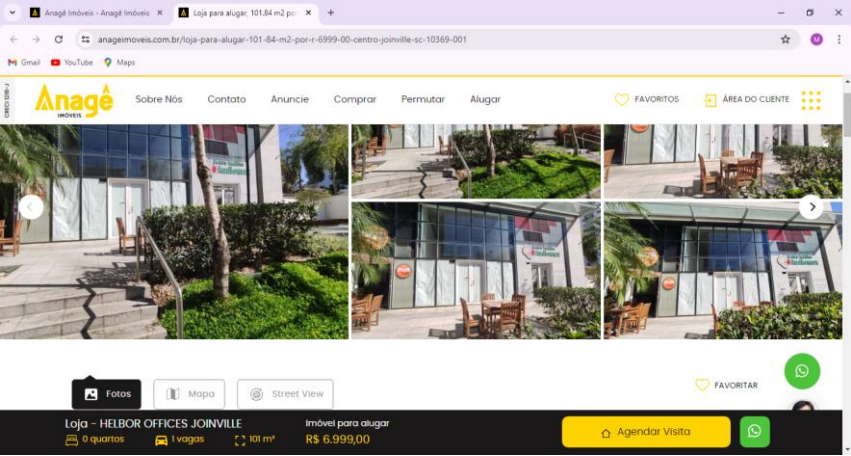 Anagê Imóveis - Anagê Imóveis
Loja para alugar, 101.84 m2 po
anageimoveis.com.br/loja-para-alugar-101-84-m2-por-r-6999-00-centro-joinville-sc-10369-001
M
Gmail
YouTube
Maps
Anagê
IMÓVEIS
Sobre Nós
Contato
Anuncie
Comprar
Permutar
Alugar
FAVORITOS
ÁREA DO CLIENTE
Fotos
Mapa
Street View
FAVORITAR
Loja - HELBOR OFFICES JOINVILLE
0 quartos
1 vagas
101 m²
Imóvel para alugar
R$ 6.999,00
Agendar Visita